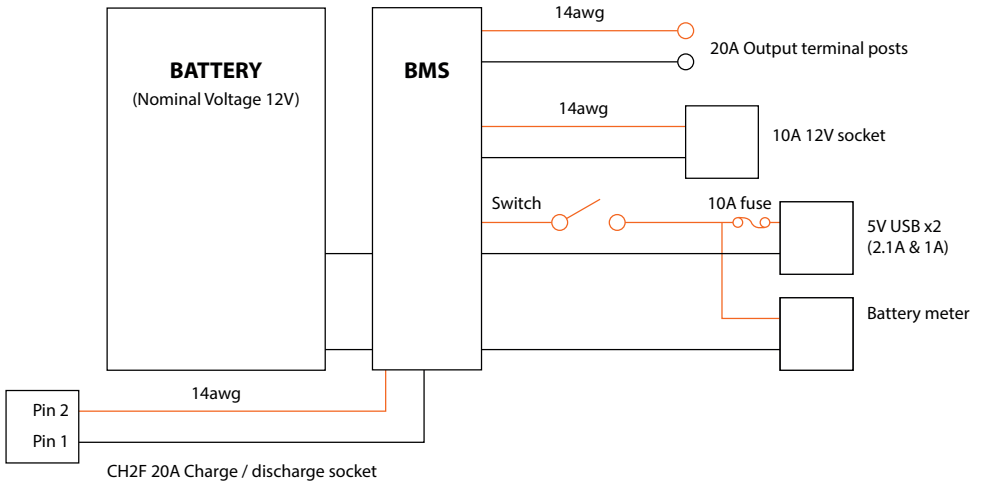 14awg
20A Output terminal posts
BATTERY
(Nominal Voltage 12V)
BMS
14awg
10A 12V socket
Switch
10A fuse
5V USB x2
(2.1A & 1A)
Battery meter
14awg
Pin 2
Pin 1
CH2F 20A Charge / discharge socket